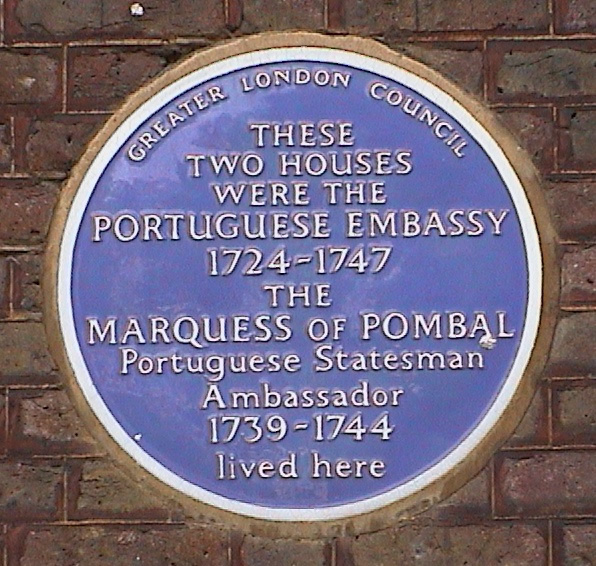 GREATER LONDON COUNCIL
THESE
TWO HOUSES
WERE THE
PORTUGUESE EMBASSY
1724-1747
THE
MARQUESS OF POMBAL
Portuguese Statesman
Ambassador
1739-1744
lived here